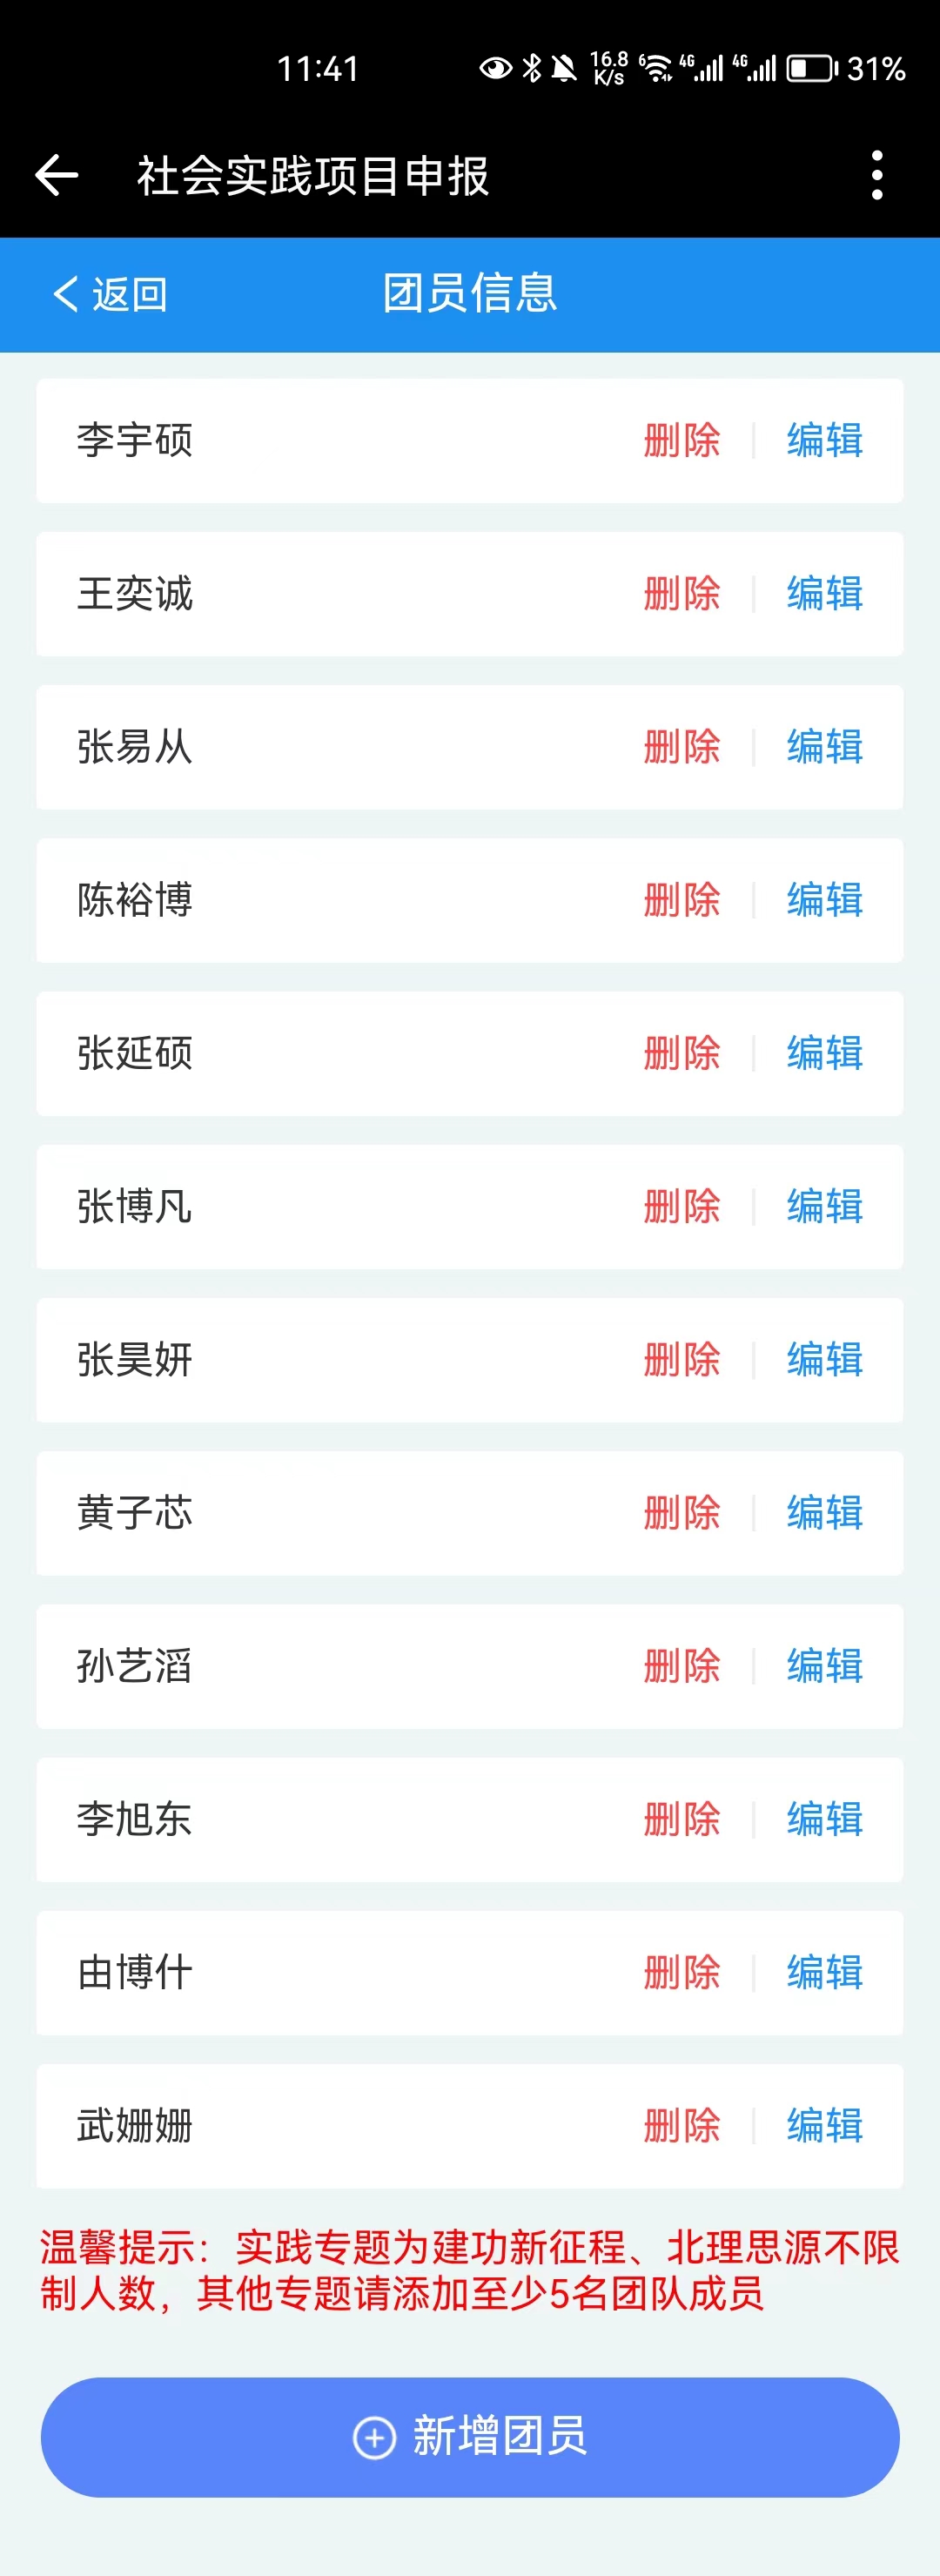 11:41 16.8 K/s 6 4G 4G 31%
社会实践项目申报
返回 团员信息
李宇硕 删除 编辑
王奕诚 删除 编辑
张易从 删除 编辑
陈裕博 删除 编辑
张延硕 删除 编辑
张博凡 删除 编辑
张昊妍 删除 编辑
黄子芯 删除 编辑
孙艺滔 删除 编辑
李旭东 删除 编辑
由博什 删除 编辑
武姗姗 删除 编辑
温馨提示：实践专题为建功新征程、北理思源不限
制人数，其他专题请添加至少5名团队成员
新增团员